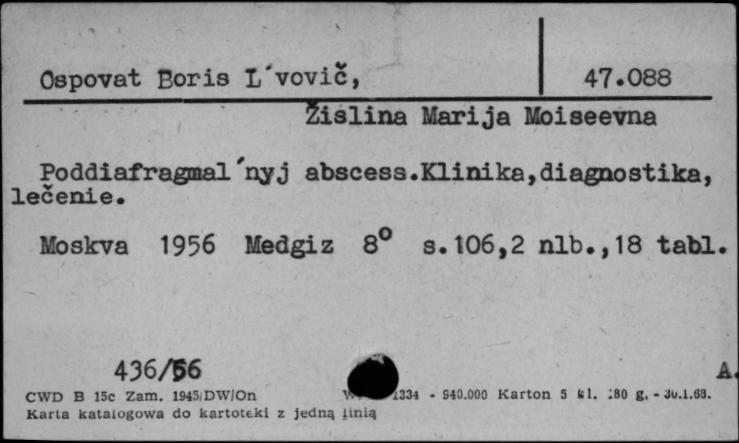 Ospovat Boris L´vovič, 47.088
Žislina Marija Moiseevna
Poddiafragmal´nyj abscess.Klinika,diagnostika,
lečenie.
Moskva 1956 Medgiz 8° s.106,2 nlb.,18 tabl.
436/56 A.
CWD B 15c Zam. 1945/DW/On 1334 - 940.000 Karton 5 kl. 180 g. - 30.1.68.
Karta katalogowa do kartoteki z jedną linią